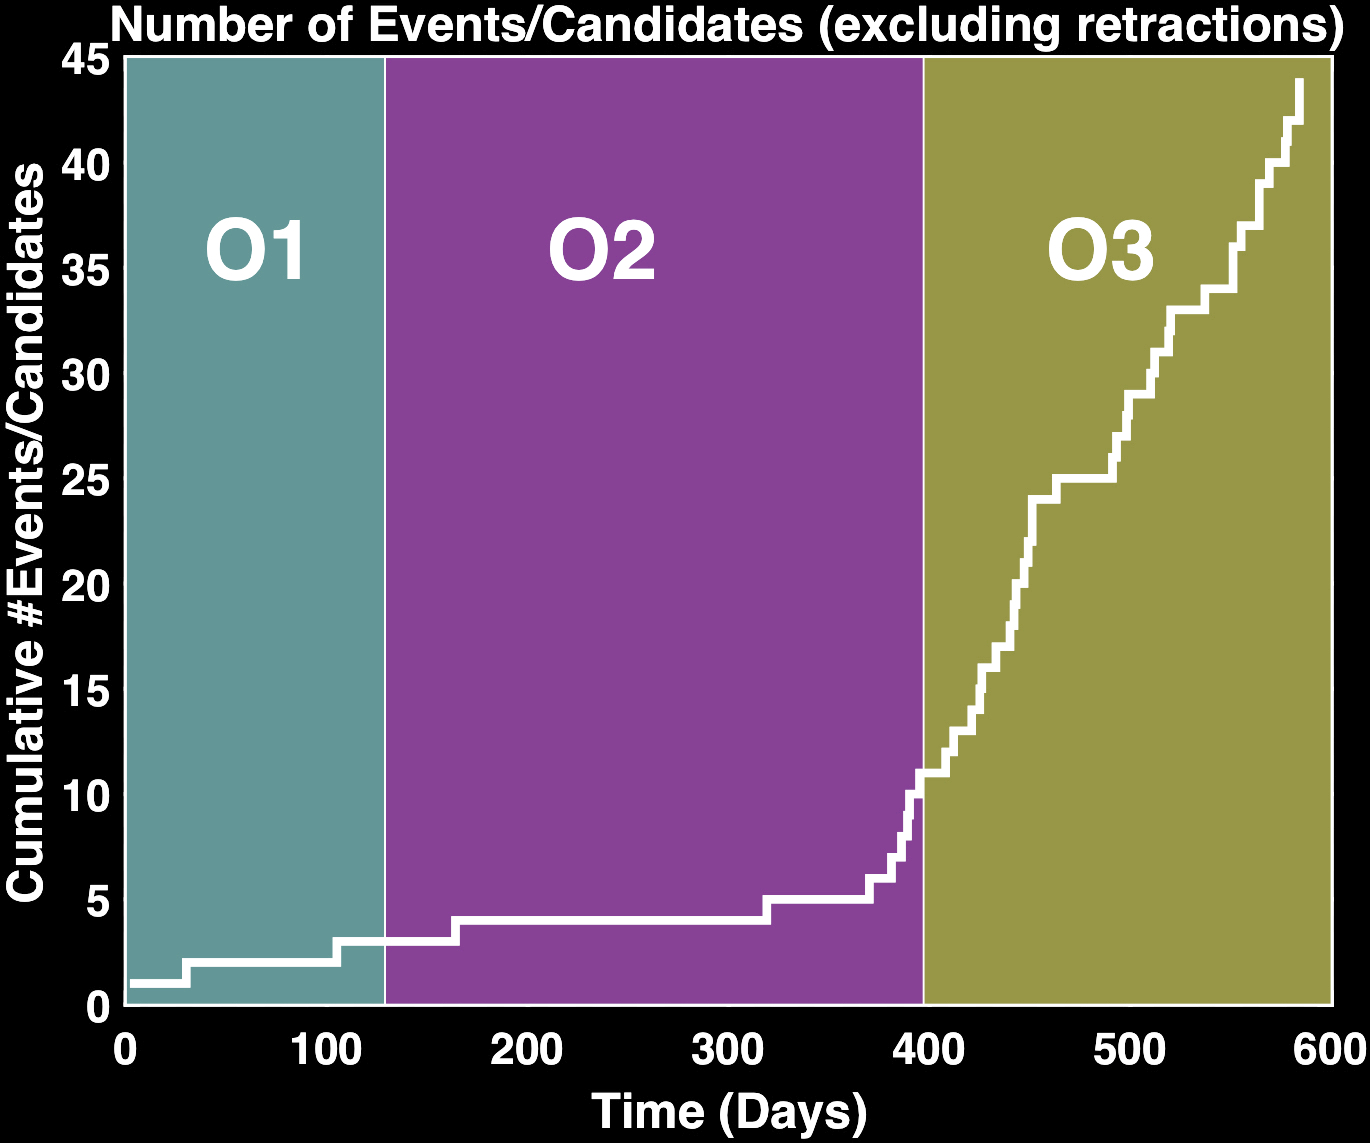 Number of Events/Candidates (excluding retractions)
Cumulative #Events/Candidates
45
40
35
30
25
20
15
10
5
0
O1
O2
O3
0 100 200 300 400 500 600
Time (Days)